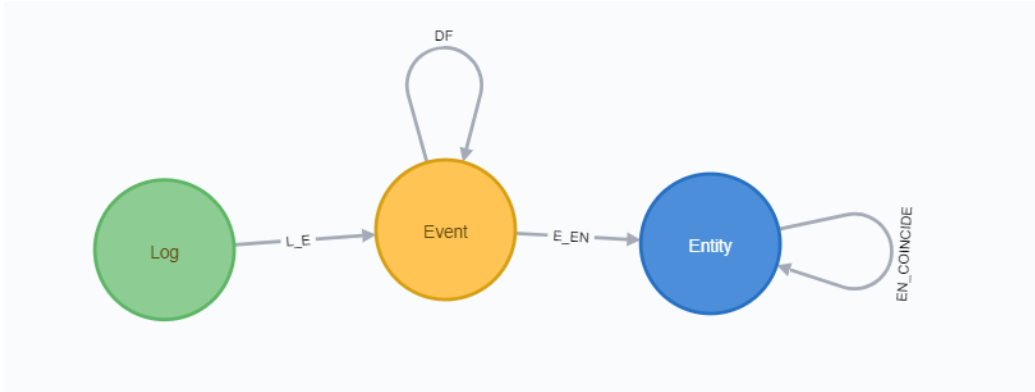 DF
Log
L_E
Event
E_EN
Entity
EN_COINCIDE